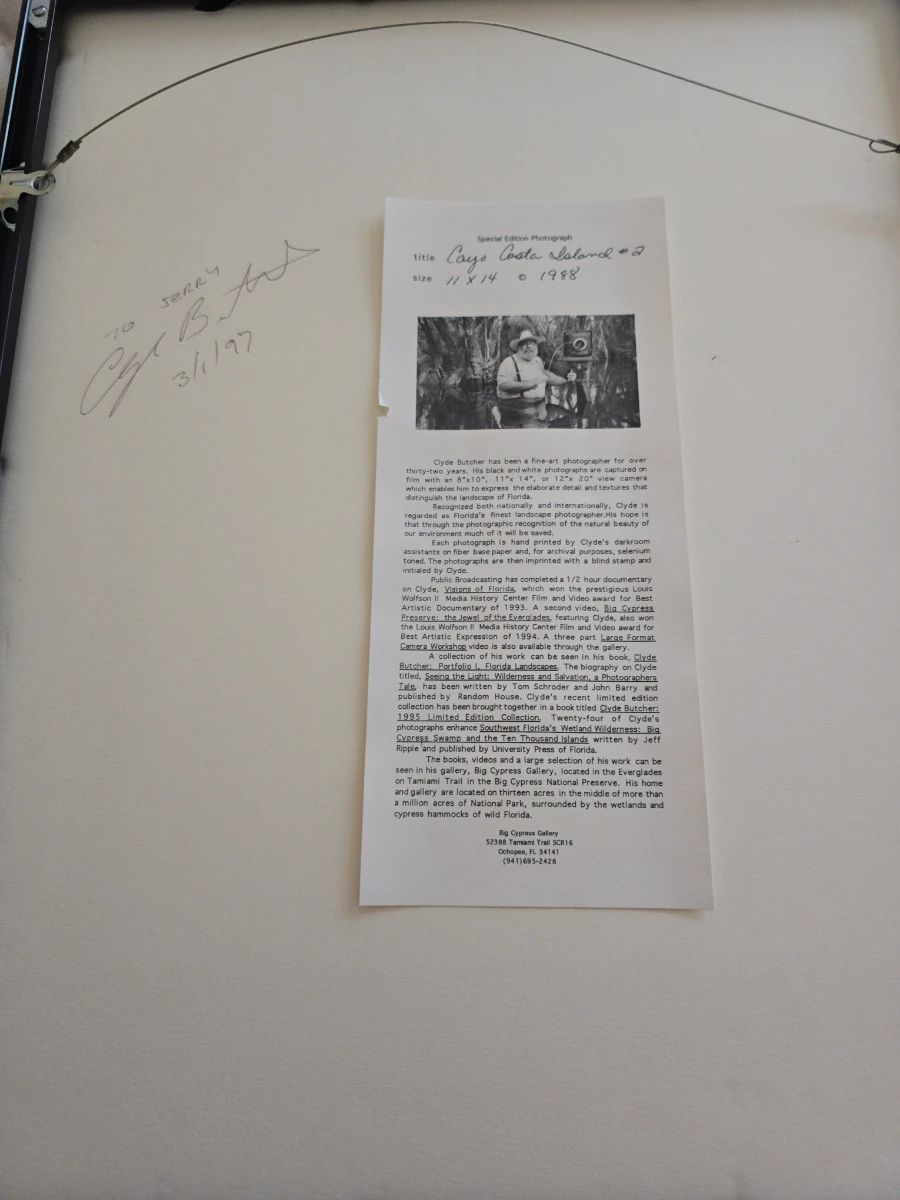 TO JERRY
Clyde Butcher
3/1/97
Special Edition Photograph
title Cayo Costa Island #2
size 11 X 14 © 1988
Clyde Butcher has been a fine-art photographer for over
thirty-two years. His black and white photographs are captured on
film with an 8"x10", 11"x 14", or 12"x 20" view camera
which enables him to express the elaborate detail and textures that
distinguish the landscape of Florida.
Recognized both nationally and internationally, Clyde is
regarded as Florida's finest landscape photographer.His hope is
that through the photographic recognition of the natural beauty of
our environment much of it will be saved.
Each photograph is hand printed by Clyde's darkroom
assistants on fiber base paper and, for archival purposes, selenium
toned. The photographs are then imprinted with a blind stamp and
initialed by Clyde.
Public Broadcasting has completed a 1/2 hour documentary
on Clyde, Visions of Florida, which won the prestigious Louis
Wolfson II Media History Center Film and Video award for Best
Artistic Documentary of 1993. A second video, Big Cypress
Preserve: the Jewel of the Everglades, featuring Clyde, also won
the Louis Wolfson II Media History Center Film and Video award for
Best Artistic Expression of 1994. A three part Large Format
Camera Workshop video is also available through the gallery.
A collection of his work can be seen in his book, Clyde
Butcher: Portfolio I, Florida Landscapes. The biography on Clyde
titled, Seeing the Light: Wilderness and Salvation, a Photographers
Tale, has been written by Tom Schroder and John Barry and
published by Random House. Clyde's recent limited edition
collection has been brought together in a book titled Clyde Butcher:
1995 Limited Edition Collection. Twenty-four of Clyde's
photographs enhance Southwest Florida's Wetland Wilderness: Big
Cypress Swamp and the Ten Thousand Islands written by Jeff
Ripple and published by University Press of Florida.
The books, videos and a large selection of his work can be
seen in his gallery, Big Cypress Gallery, located in the Everglades
on Tamiami Trail in the Big Cypress National Preserve. His home
and gallery are located on thirteen acres in the middle of more than
a million acres of National Park, surrounded by the wetlands and
cypress hammocks of wild Florida.
Big Cypress Gallery
52388 Tamiami Trail SCR16
Ochopee, FL 34141
(941)695-2428